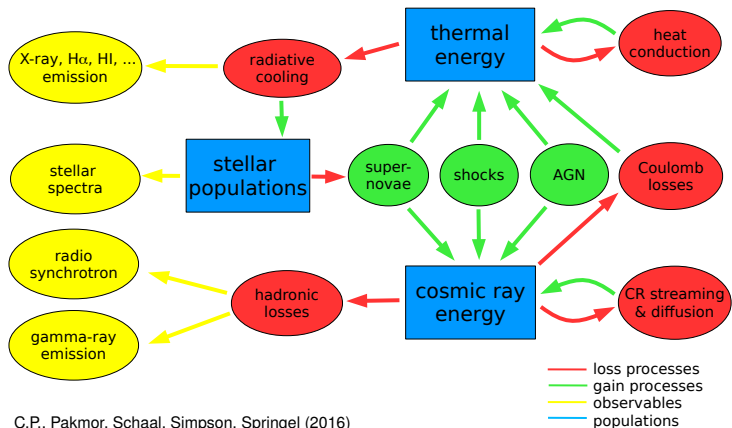 thermal
energy
X-ray, Hα, HI, ...
emission
radiative
cooling
heat
conduction
stellar
spectra
stellar
populations
super-
novae
shocks
AGN
Coulomb
losses
radio
synchrotron
gamma-ray
emission
hadronic
losses
cosmic ray
energy
CR streaming
& diffusion
loss processes
gain processes
observables
populations
C.P., Pakmor, Schaal, Simpson, Springel (2016)